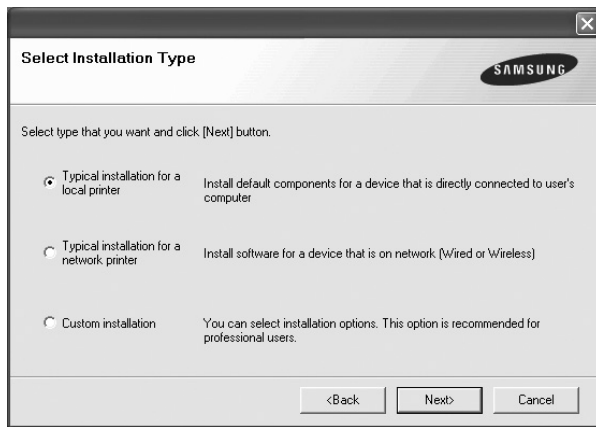 Select Installation Type
SAMSUNG
Select type that you want and click [Next] button.
Typical installation for a
local printer
Install default components for a device that is directly connected to user's
computer
Typical installation for a
network printer
Install software for a device that is on network (Wired or Wireless)
Custom installation
You can select installation options. This option is recommended for
professional users.
<Back
Next>
Cancel